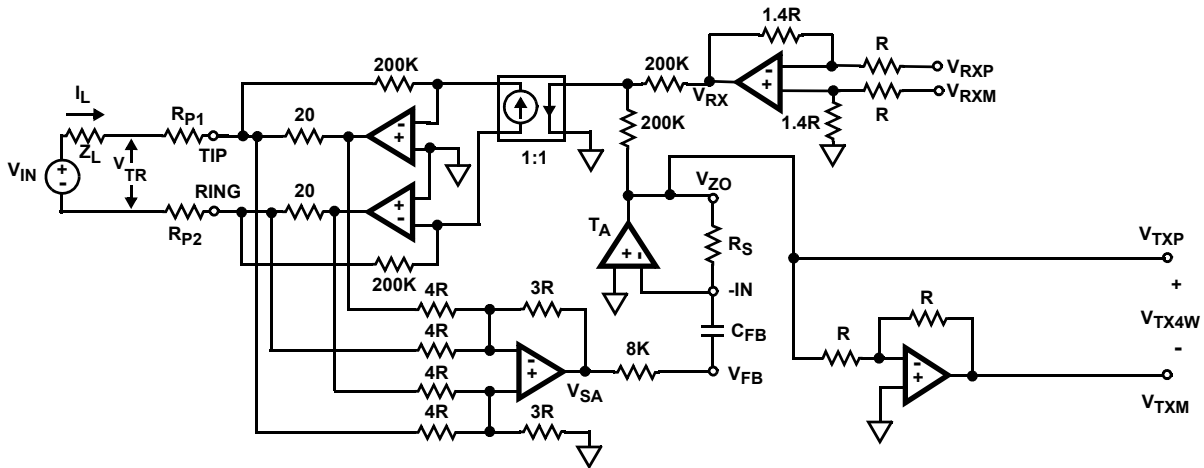 1.4R
200K
R
V_RXP
V_RX
V_RXM
1.4R
R
200K
200K
1:1
I_L
R_P1
20
Z_L
TIP
V_IN
V_TR
RING
20
R_P2
200K
V_ZO
T_A
R_S
-IN
C_FB
V_FB
4R
3R
4R
4R
4R
3R
V_SA
8K
R
R
V_TXP
+
V_TX4W
-
V_TXM